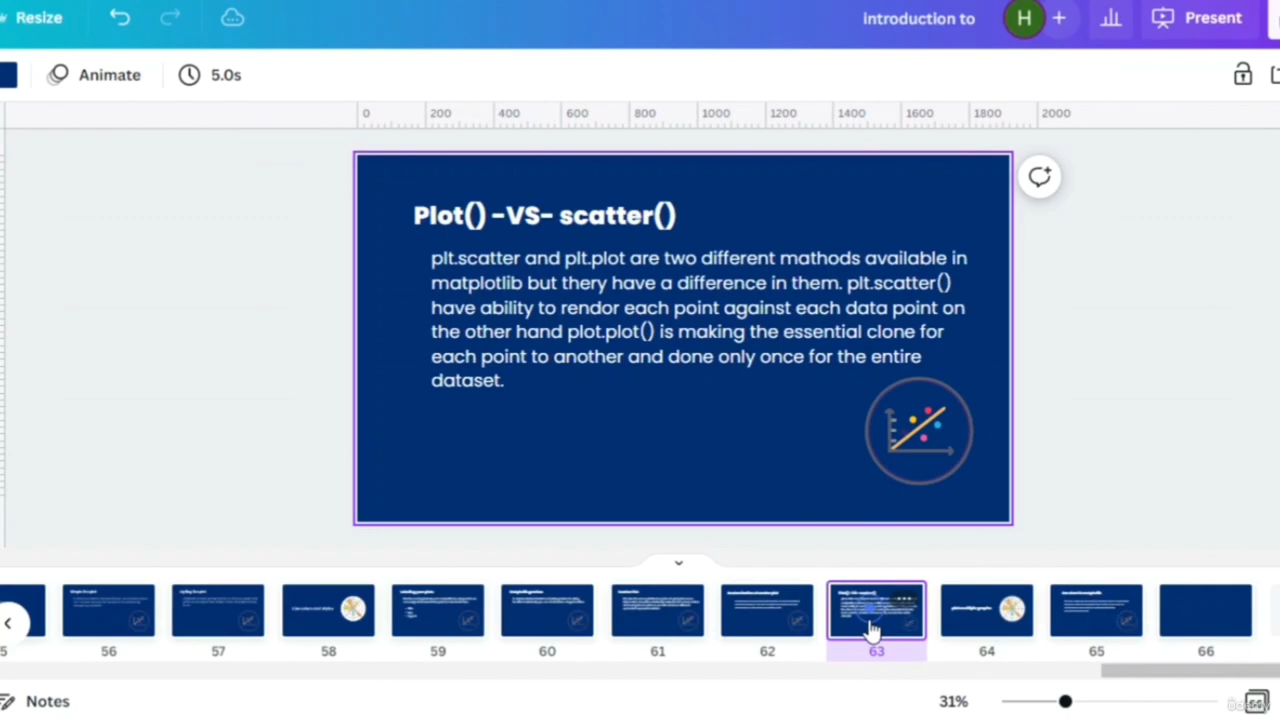 Resize
introduction to
H
Present
Animate
5.0s
0 200 400 600 800 1000 1200 1400 1600 1800 2000
Plot() -VS- scatter()
plt.scatter and plt.plot are two different mathods available in
matplotlib but thery have a difference in them. plt.scatter()
have ability to rendor each point against each data point on
the other hand plot.plot() is making the essential clone for
each point to another and done only once for the entire
dataset.
56 57 58 59 60 61 62 63 64 65 66
Notes
31%